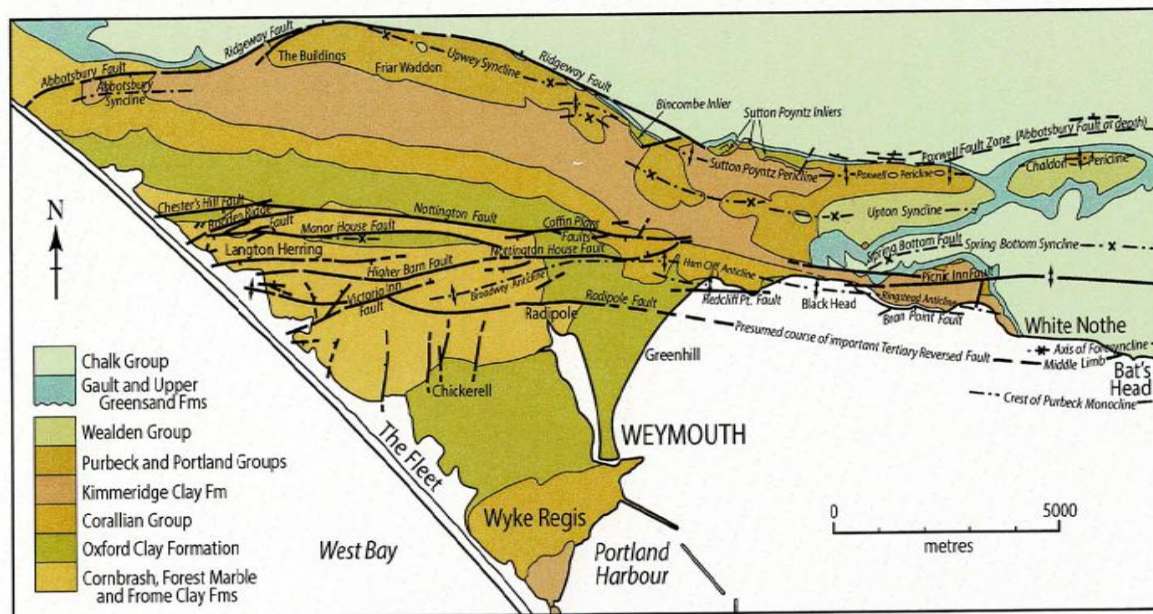 Ridgeway Fault
The Buildings
Friar Waddon
Upwey Syncline
Ridgeway Fault
Abbotsbury Fault
Abbotsbury
Syncline
Bincombe Inlier
Sutton Poyntz Inliers
Poxwell Fault Zone (Abbotsbury Fault at depth)
Chaldon Pericline
Sutton Poyntz Pericline
Poxwell Pericline
Upton Syncline
N
Chester's Hill Fault
Fault
Manor House Fault
Nottington Fault
Coffin Plant
Faults
Nottington House Fault
Langton Herring
Higher Barn Fault
Ham Cliff Anticline
Spring Bottom Fault
Spring Bottom Syncline
Victoria Inn
Fault
Broadwey Anticline
Radipole Fault
Redcliff Pt. Fault
Black Head
Picnic Inn Fault
Ringstead Anticline
Bran Point Fault
Radipole
White Nothe
Presumed course of important Tertiary Reversed Fault
Axis of Foresyncline
Middle Limb
Bat's
Head
Crest of Purbeck Monocline
Greenhill
Chickerell
The Fleet
WEYMOUTH
Wyke Regis
West Bay
Portland
Harbour
0 5000
metres
Chalk Group
Gault and Upper
Greensand Fms
Wealden Group
Purbeck and Portland Groups
Kimmeridge Clay Fm
Corallian Group
Oxford Clay Formation
Cornbrash, Forest Marble
and Frome Clay Fms